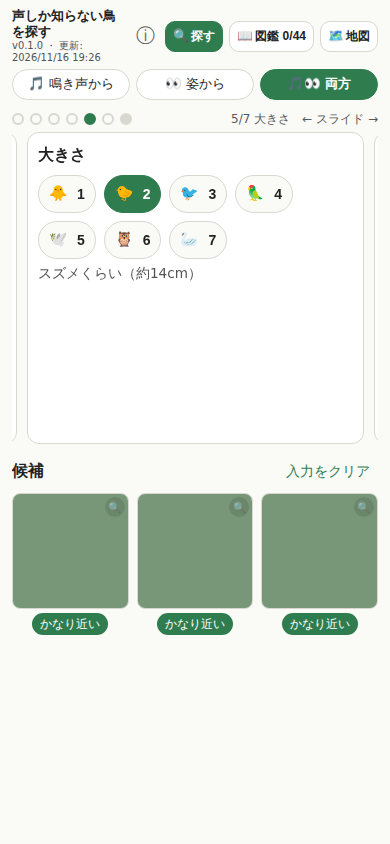 声しか知らない鳥
を探す
v0.1.0 · 更新:
2026/11/16 19:26
ⓘ
🔍 探す
📖 図鑑 0/44
🗺️ 地図
🎵 鳴き声から
👀 姿から
🎵👀 両方
5/7 大きさ ← スライド →
大きさ
🐥 1
🐤 2
🐦 3
🦜 4
🕊️ 5
🦉 6
🦢 7
スズメくらい（約14cm）
候補
入力をクリア
かなり近い
かなり近い
かなり近い